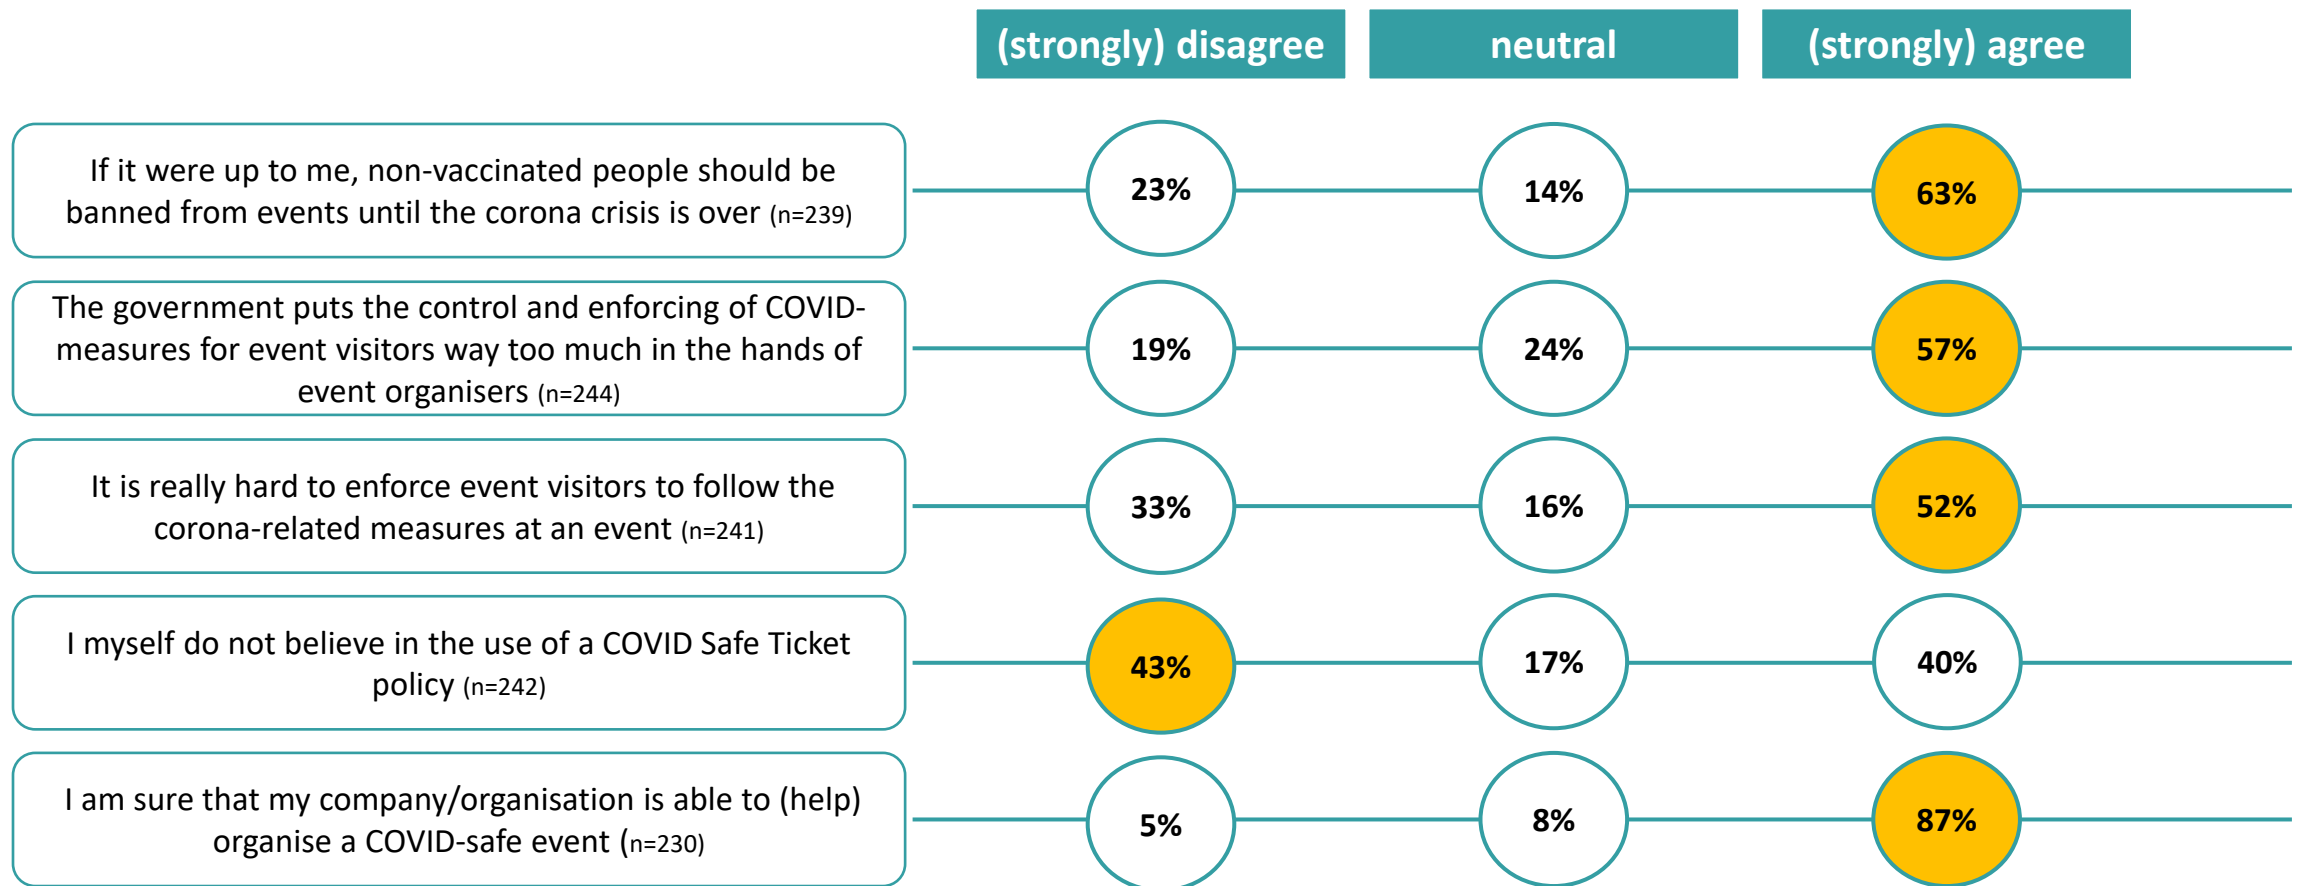 (strongly) disagree neutral (strongly) agree
If it were up to me, non-vaccinated people should be
banned from events until the corona crisis is over (n=239)
23% 14% 63%
The government puts the control and enforcing of COVID-
measures for event visitors way too much in the hands of
event organisers (n=244)
19% 24% 57%
It is really hard to enforce event visitors to follow the
corona-related measures at an event (n=241)
33% 16% 52%
I myself do not believe in the use of a COVID Safe Ticket
policy (n=242)
43% 17% 40%
I am sure that my company/organisation is able to (help)
organise a COVID-safe event (n=230)
5% 8% 87%